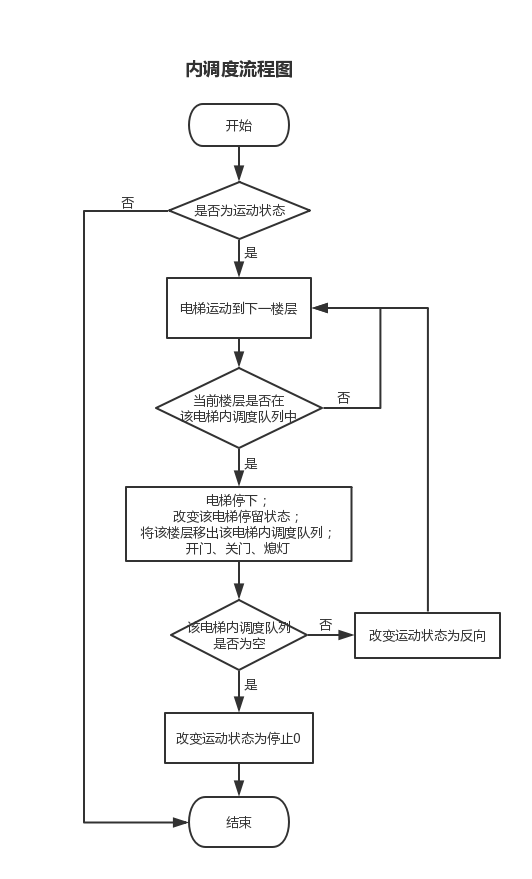 内调度流程图
开始
否
是否为运动状态
是
电梯运动到下一楼层
当前楼层是否在
该电梯内调度队列中
否
是
电梯停下；
改变该电梯停留状态；
将该楼层移出该电梯内调度队列；
开门、关门、熄灯
该电梯内调度队列
是否为空
否
改变运动状态为反向
是
改变运动状态为停止0
结束